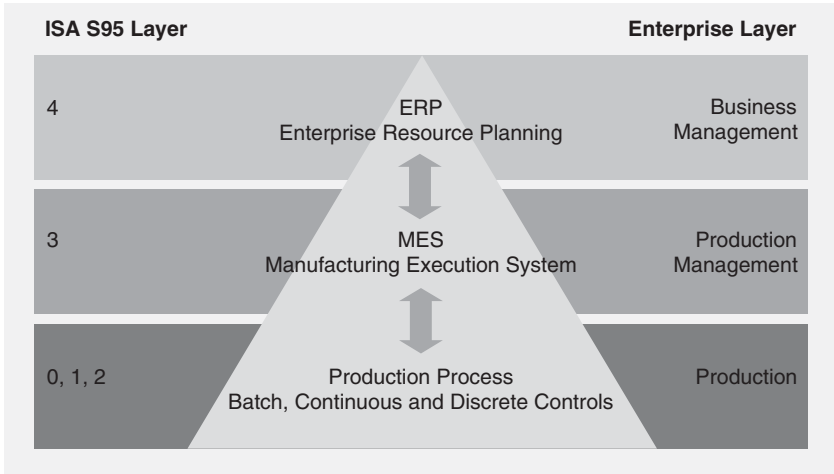 ISA S95 Layer
Enterprise Layer
4
ERP
Enterprise Resource Planning
Business
Management
3
MES
Manufacturing Execution System
Production
Management
0, 1, 2
Production Process
Batch, Continuous and Discrete Controls
Production